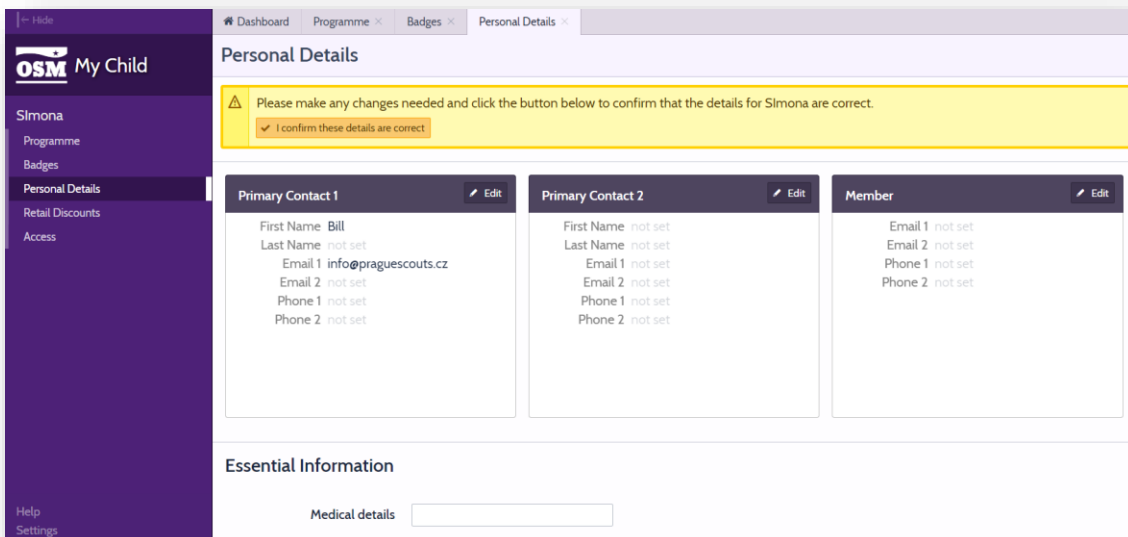 ← Hide
OSM My Child
SImona
Programme
Badges
Personal Details
Retail Discounts
Access
Help
Settings
Dashboard Programme × Badges × Personal Details ×
Personal Details
Please make any changes needed and click the button below to confirm that the details for SImona are correct.
✓ I confirm these details are correct
Primary Contact 1 Edit
First Name Bill
Last Name not set
Email 1 info@praguescouts.cz
Email 2 not set
Phone 1 not set
Phone 2 not set
Primary Contact 2 Edit
First Name not set
Last Name not set
Email 1 not set
Email 2 not set
Phone 1 not set
Phone 2 not set
Member Edit
Email 1 not set
Email 2 not set
Phone 1 not set
Phone 2 not set
Essential Information
Medical details